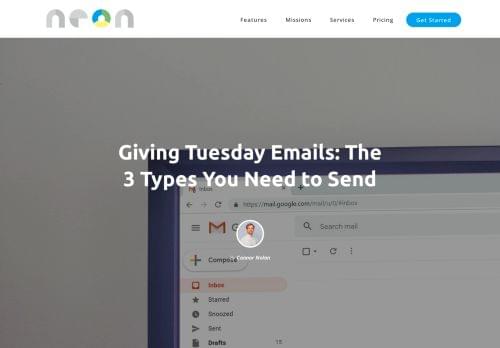 neon
Features Missions Services Pricing Get Started
Giving Tuesday Emails: The
3 Types You Need to Send
Inbox
https://mail.google.com/mail/u/0/#inbox
M G
Search mail
Compose
Connor Nolan
Inbox
Starred
Snoozed
Sent
Drafts 15